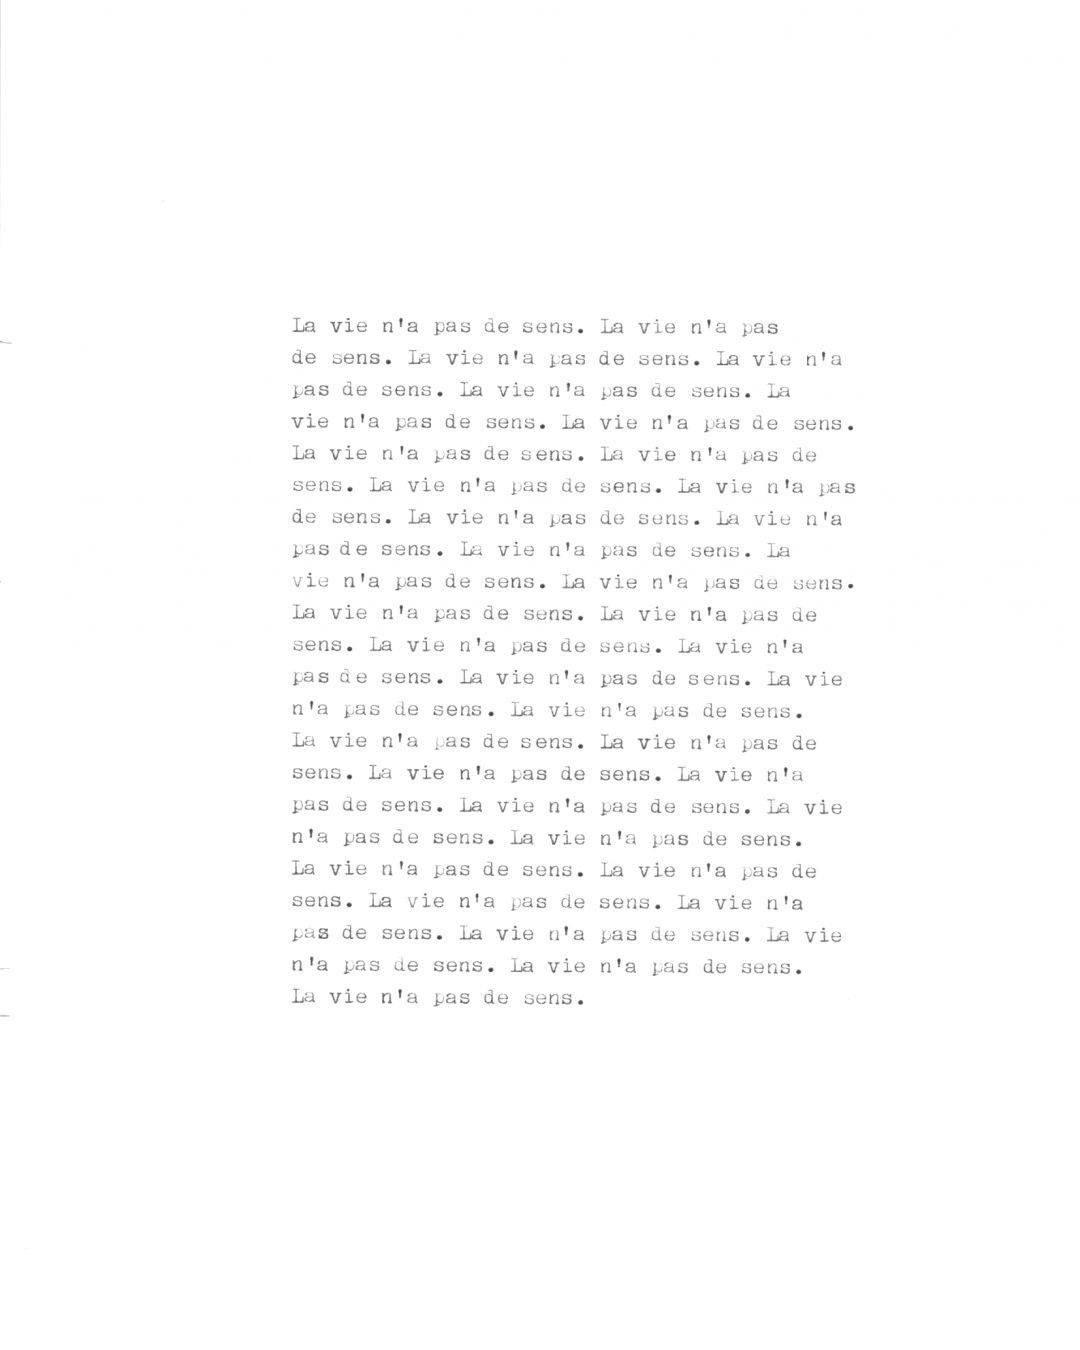 La vie n'a pas de sens. La vie n'a pas
de sens. La vie n'a pas de sens. La vie n'a
pas de sens. La vie n'a pas de sens. La
vie n'a pas de sens. La vie n'a pas de sens.
La vie n'a pas de sens. La vie n'a pas de
sens. La vie n'a pas de sens. La vie n'a pas
de sens. La vie n'a pas de sens. La vie n'a
pas de sens. La vie n'a pas de sens. La
vie n'a pas de sens. La vie n'a pas de sens.
La vie n'a pas de sens. La vie n'a pas de
sens. La vie n'a pas de sens. La vie n'a
pas de sens. La vie n'a pas de sens. La vie
n'a pas de sens. La vie n'a pas de sens.
La vie n'a pas de sens. La vie n'a pas de
sens. La vie n'a pas de sens. La vie n'a
pas de sens. La vie n'a pas de sens. La vie
n'a pas de sens. La vie n'a pas de sens.
La vie n'a pas de sens. La vie n'a pas de
sens. La vie n'a pas de sens. La vie n'a
pas de sens. La vie n'a pas de sens. La vie
n'a pas de sens. La vie n'a pas de sens.
La vie n'a pas de sens.